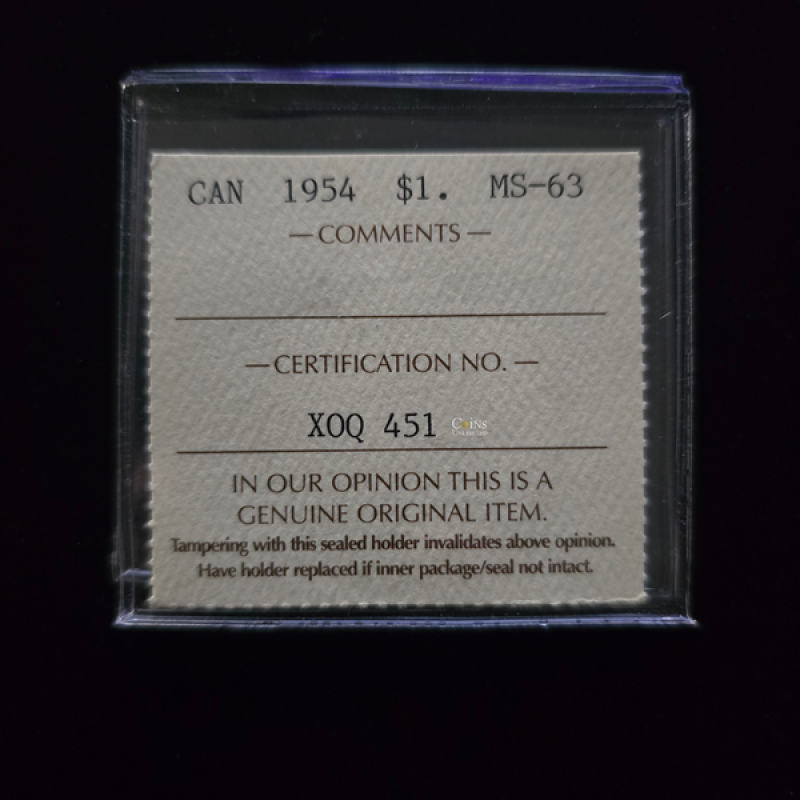 CAN 1954 $1. MS-63
— COMMENTS —
— CERTIFICATION NO. —
XOQ 451
Coins
IN OUR OPINION THIS IS A
GENUINE ORIGINAL ITEM.
Tampering with this sealed holder invalidates above opinion.
Have holder replaced if inner package/seal not intact.